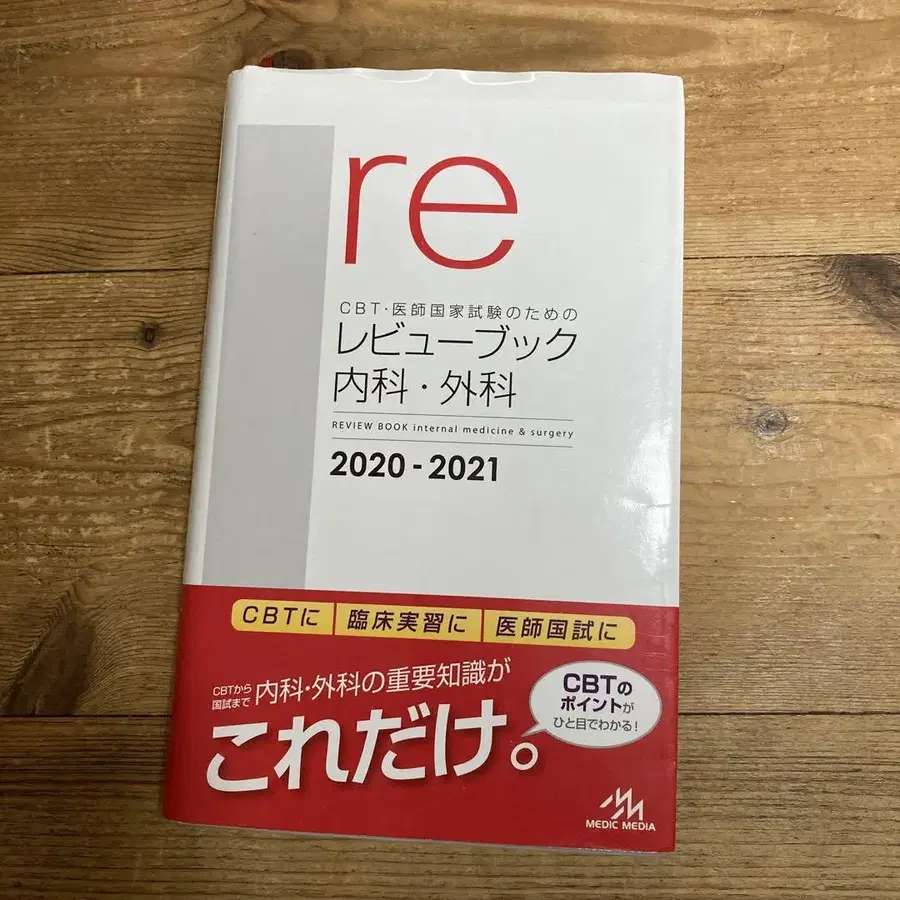 re
CBT・医師国家試験のための
レビューブック
内科・外科
REVIEW BOOK internal medicine & surgery
2020 - 2021
CBTに 臨床実習に 医師国試に
CBTから
国試まで
内科・外科の重要知識が
これだけ。
CBTの
ポイントが
ひと目でわかる!
MEDIC MEDIA